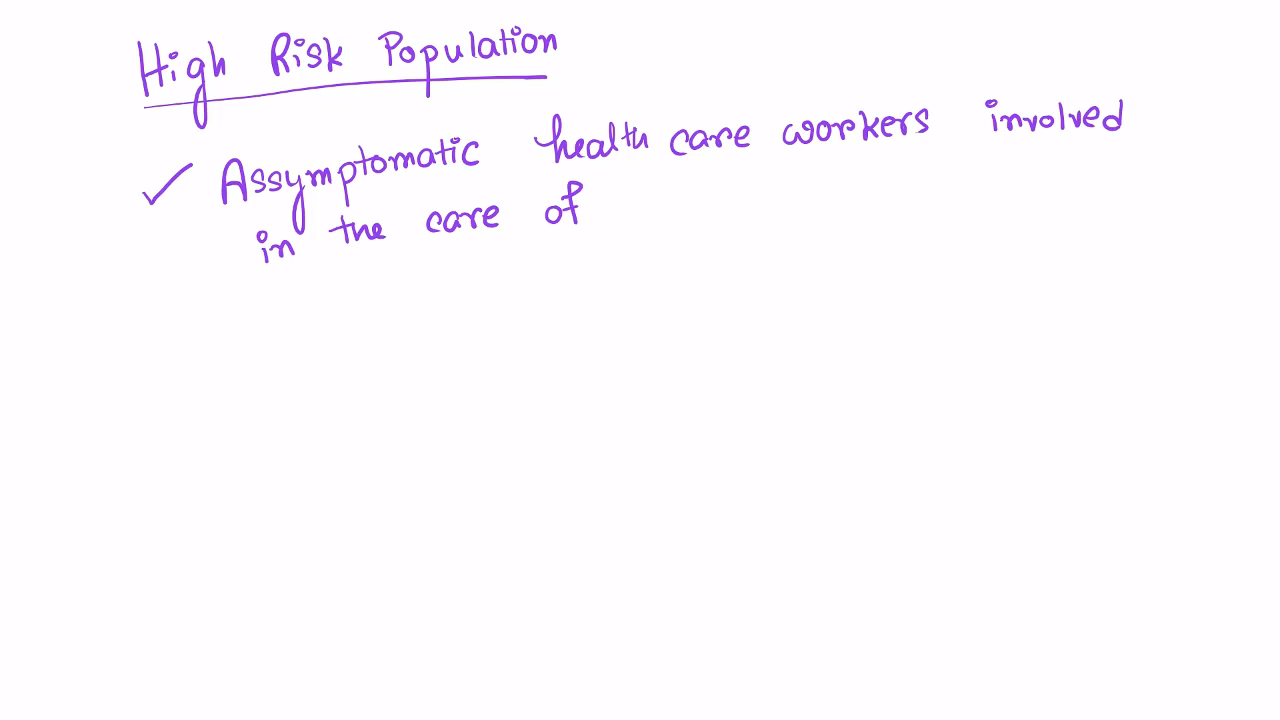 High Risk Population
✓ Assymptomatic health care workers involved
in the care of